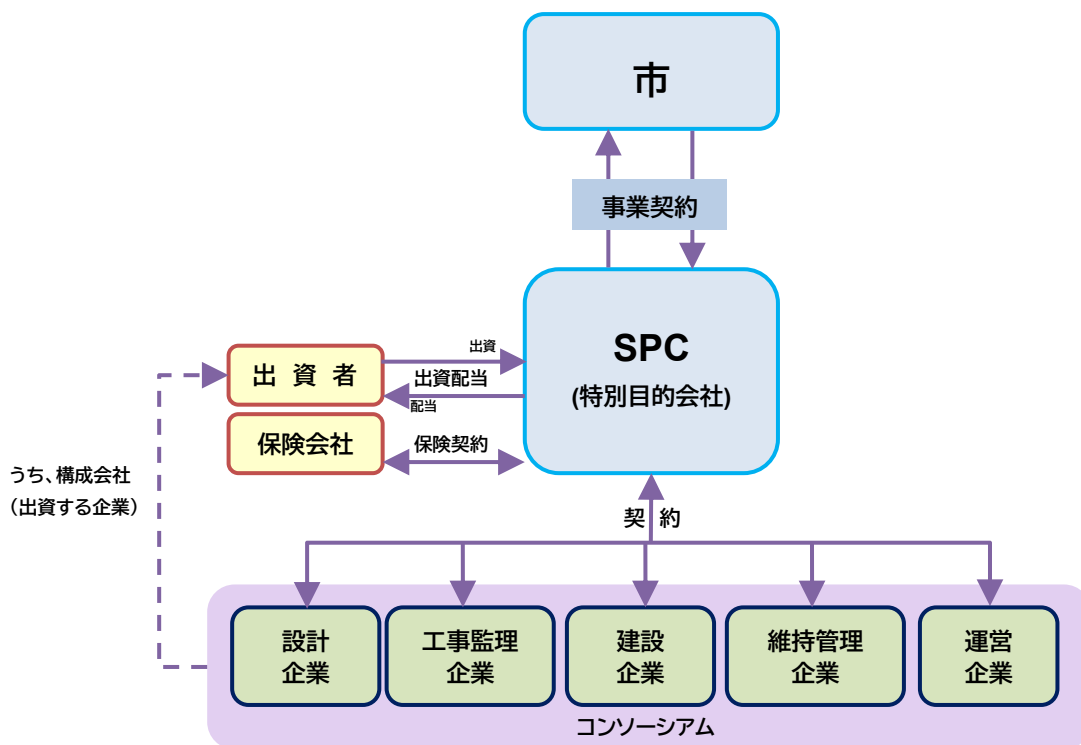 市
事業契約
SPC
(特別目的会社)
出資
出資者
出資配当
配当
保険会社
保険契約
うち、構成会社
（出資する企業）
契約
設計
企業
工事監理
企業
建設
企業
維持管理
企業
運営
企業
コンソーシアム